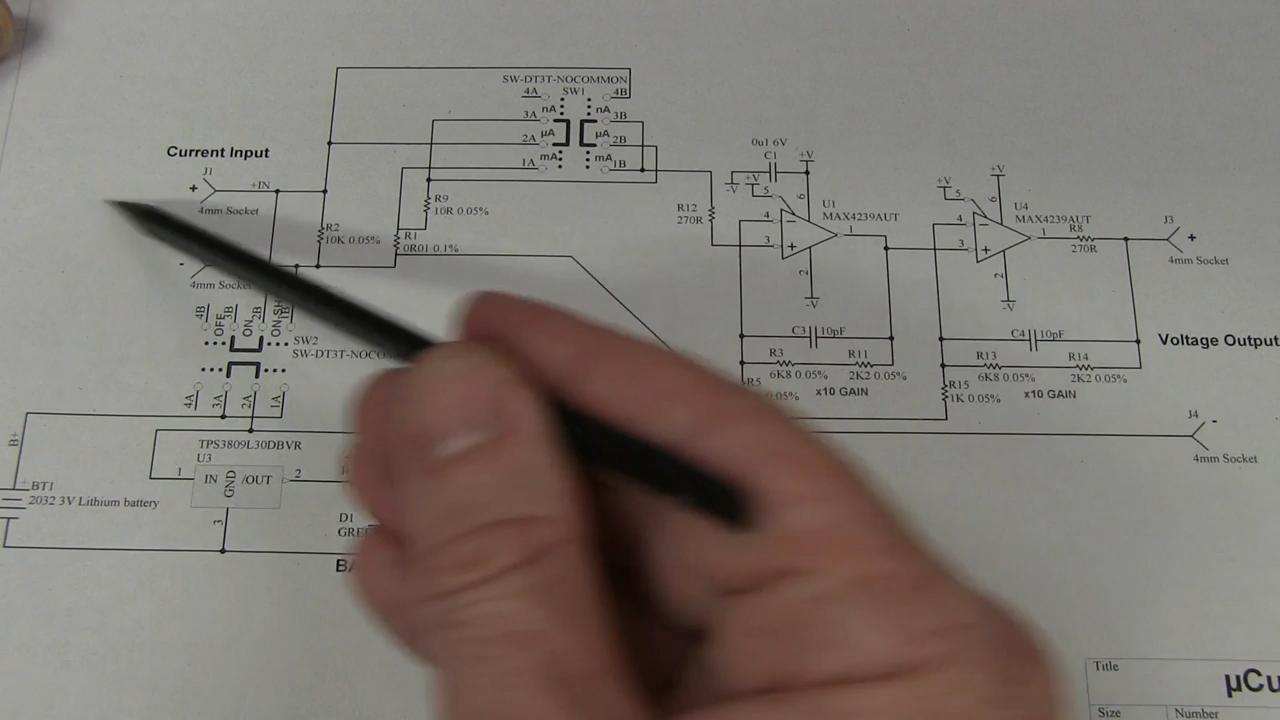 SW-DT3T-NOCOMMON
4A SW1 4B
nA nA
3A 3B
µA µA
2A 2B
1A mA mA 1B
Current Input
J1
+ +IN
4mm Socket
R2
10K 0.05%
R9
10R 0.05%
R1
0R01 0.1%
-
4mm Socket
4B 3B 2B 1B
OFF ON
SW2
4A 3A 2A 1A
B+
BT1
2032 3V Lithium battery
TPS3809L30DBVR
U3
1 IN GND /OUT 2
3
D1
0u1 6V
C1
+V
-V +V 5 6
R12
270R
4
3
U1
MAX4239AUT
1
2
-V
C3 10pF
R3 R11
6K8 0.05% 2K2 0.05%
R5
0.05%
x10 GAIN
+V
+V 5 6
4
3
U4
MAX4239AUT
1 R8
270R
2
-V
C4 10pF
R13 R14
6K8 0.05% 2K2 0.05%
R15
1K 0.05%
x10 GAIN
J3
+
4mm Socket
Voltage Output
J4
-
4mm Socket
Title
µCu
Size Number